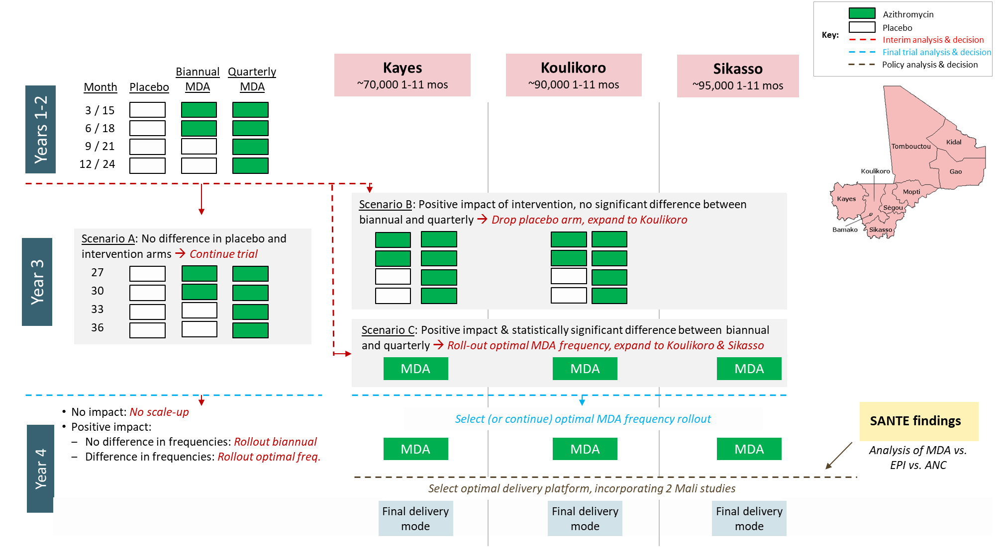 Key:
Azithromycin
Placebo
Interim analysis & decision
Final trial analysis & decision
Policy analysis & decision
Kayes
~70,000 1-11 mos
Koulikoro
~90,000 1-11 mos
Sikasso
~95,000 1-11 mos
Years 1-2
Month
Placebo
Biannual
MDA
Quarterly
MDA
3 / 15
6 / 18
9 / 21
12 / 24
Tombouctou
Kidal
Gao
Koulikoro
Mopti
Kayes
Ségou
Bamako
Sikasso
Year 3
Scenario A: No difference in placebo and
intervention arms → Continue trial
27
30
33
36
Scenario B: Positive impact of intervention, no significant difference between
biannual and quarterly → Drop placebo arm, expand to Koulikoro
Scenario C: Positive impact & statistically significant difference between biannual
and quarterly → Roll-out optimal MDA frequency, expand to Koulikoro & Sikasso
MDA
MDA
MDA
Year 4
• No impact: No scale-up
• Positive impact:
– No difference in frequencies: Rollout biannual
– Difference in frequencies: Rollout optimal freq.
Select (or continue) optimal MDA frequency rollout
MDA
MDA
MDA
SANTE findings
Analysis of MDA vs.
EPI vs. ANC
Select optimal delivery platform, incorporating 2 Mali studies
Final delivery
mode
Final delivery
mode
Final delivery
mode